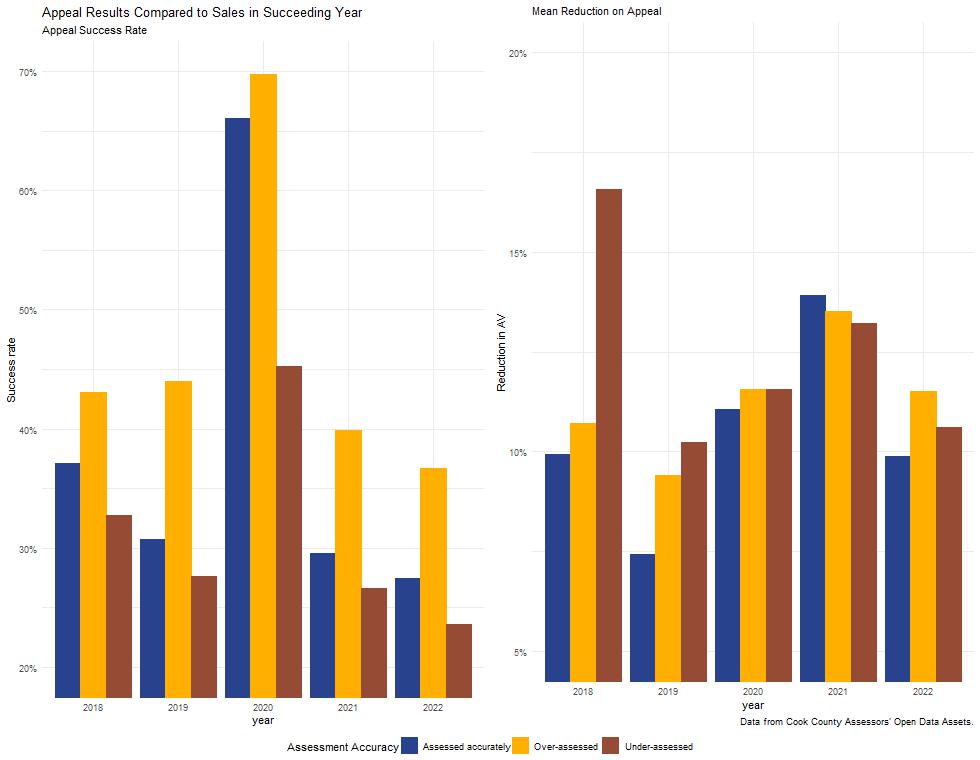 Appeal Results Compared to Sales in Succeeding Year
Appeal Success Rate
70%
60%
50%
40%
30%
20%
Success rate
2018 2019 2020 2021 2022
year
Mean Reduction on Appeal
20%
15%
10%
5%
Reduction in AV
2018 2019 2020 2021 2022
year
Data from Cook County Assessors' Open Data Assets.
Assessment Accuracy Assessed accurately Over-assessed Under-assessed